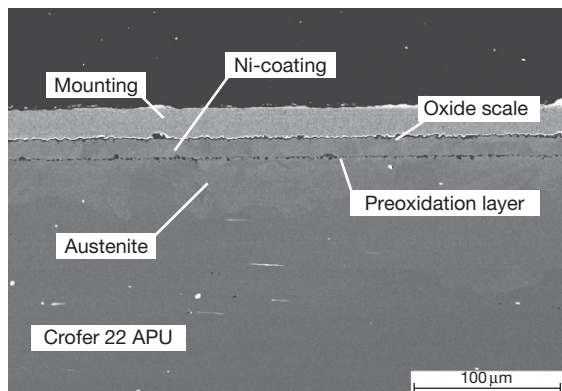 Ni-coating
Mounting
Oxide scale
Preoxidation layer
Austenite
Crofer 22 APU
100 μm